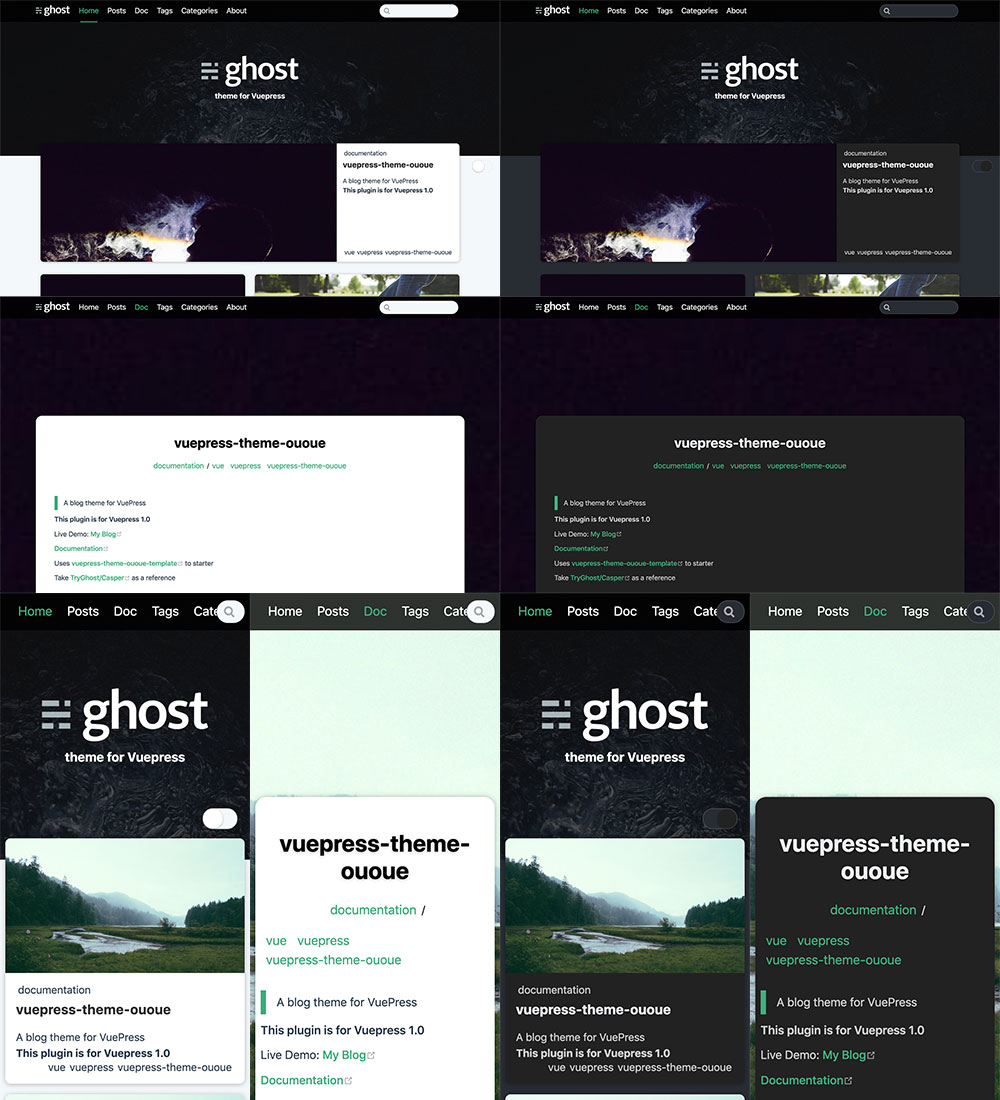 ghost Home Posts Doc Tags Categories About
ghost
theme for Vuepress
documentation
vuepress-theme-ououe
A blog theme for VuePress
This plugin is for Vuepress 1.0
vue vuepress vuepress-theme-ououe
ghost Home Posts Doc Tags Categories About
ghost
theme for Vuepress
documentation
vuepress-theme-ououe
A blog theme for VuePress
This plugin is for Vuepress 1.0
vue vuepress vuepress-theme-ououe
ghost Home Posts Doc Tags Categories About
vuepress-theme-ououe
documentation / vue vuepress vuepress-theme-ououe
A blog theme for VuePress
This plugin is for Vuepress 1.0
Live Demo: My Blog
Documentation
Uses vuepress-theme-ououe-template to starter
Take TryGhost/Casper as a reference
ghost Home Posts Doc Tags Categories About
vuepress-theme-ououe
documentation / vue vuepress vuepress-theme-ououe
A blog theme for VuePress
This plugin is for Vuepress 1.0
Live Demo: My Blog
Documentation
Uses vuepress-theme-ououe-template to starter
Take TryGhost/Casper as a reference
Home Posts Doc Tags Cate
ghost
theme for Vuepress
documentation
vuepress-theme-ououe
A blog theme for VuePress
This plugin is for Vuepress 1.0
vue vuepress vuepress-theme-ououe
Home Posts Doc Tags Cate
vuepress-theme-
ououe
documentation /
vue vuepress
vuepress-theme-ououe
A blog theme for VuePress
This plugin is for Vuepress 1.0
Live Demo: My Blog
Documentation
Home Posts Doc Tags Cate
ghost
theme for Vuepress
documentation
vuepress-theme-ououe
A blog theme for VuePress
This plugin is for Vuepress 1.0
vue vuepress vuepress-theme-ououe
Home Posts Doc Tags Cate
vuepress-theme-
ououe
documentation /
vue vuepress
vuepress-theme-ououe
A blog theme for VuePress
This plugin is for Vuepress 1.0
Live Demo: My Blog
Documentation